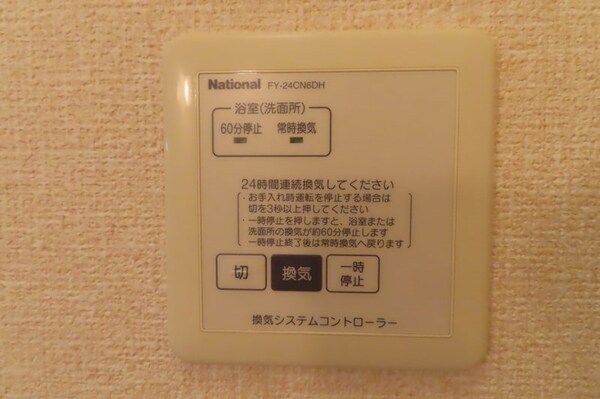 National FY-24CN6DH
浴室(洗面所)
60分停止 常時換気
24時間連続換気してください
・お手入れ時運転を停止する場合は
切を3秒以上押してください
・一時停止を押しますと、浴室または
洗面所の換気が約60分停止します
一時停止終了後は常時換気へ戻ります
切 換気 一時
停止
換気システムコントローラー